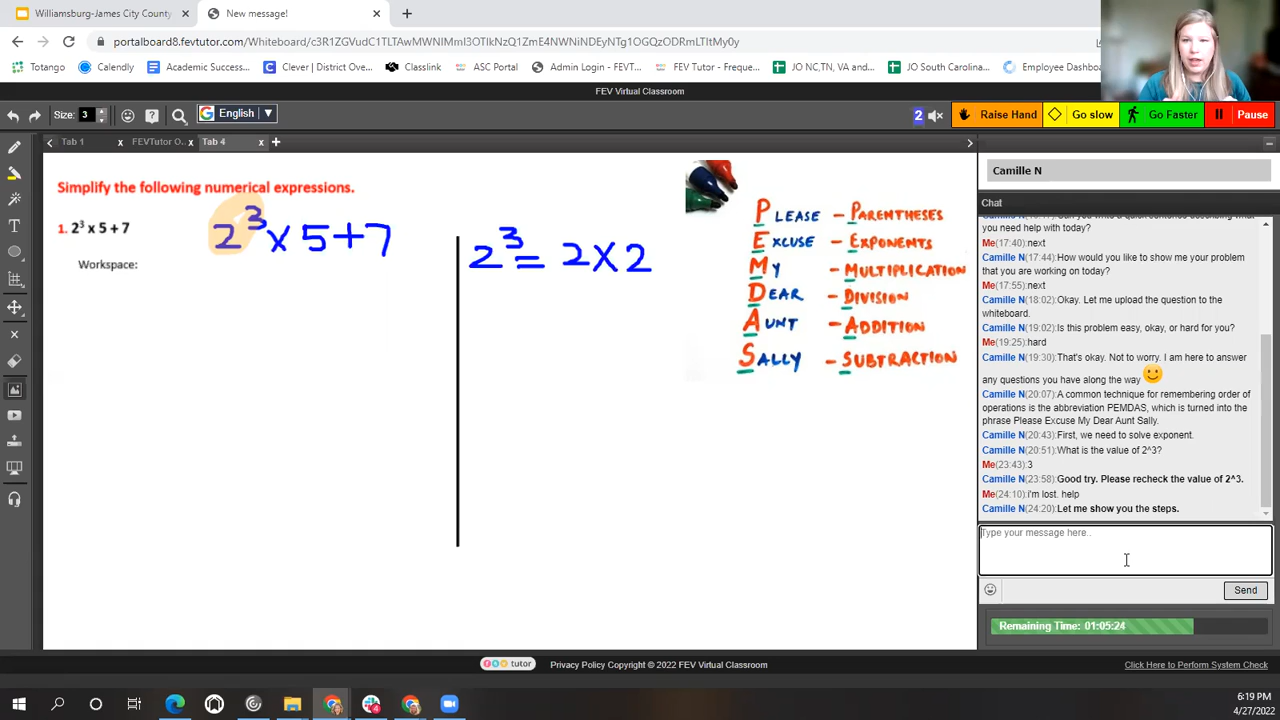 Williamsburg-James City County
New message!
portalboard8.fevtutor.com/Whiteboard/
Totango
Calendly
Academic Success...
Clever | District Ove...
Classlink
ASC Portal
Admin Login - FEVT...
FEV Tutor - Freque...
JO NC,TN, VA and...
JO South Carolina...
Employee Dashbo
FEV Virtual Classroom
Size: 3
English
2
Raise Hand
Go slow
Go Faster
Pause
Tab 1 x
FEVTutor O.. x
Tab 4 x
Simplify the following numerical expressions.
1. 2³ x 5 + 7
2³ x 5 + 7
Workspace:
2³ = 2 x 2
PLEASE - PARENTHESES
EXCUSE - EXPONENTS
MY - MULTIPLICATION
DEAR - DIVISION
AUNT - ADDITION
SALLY - SUBTRACTION
Camille N
Chat
you need help with today?
Me(17:40):next
Camille N(17:44):How would you like to show me your problem
that you are working on today?
Me(17:55):next
Camille N(18:02):Okay. Let me upload the question to the
whiteboard.
Camille N(19:02):Is this problem easy, okay, or hard for you?
Me(19:25):hard
Camille N(19:30):That's okay. Not to worry. I am here to answer
any questions you have along the way
Camille N(20:07):A common technique for remembering order of
operations is the abbreviation PEMDAS, which is turned into the
phrase Please Excuse My Dear Aunt Sally.
Camille N(20:43):First, we need to solve exponent.
Camille N(20:51):What is the value of 2^3?
Me(23:43):3
Camille N(23:58):Good try. Please recheck the value of 2^3.
Me(24:10):i'm lost. help
Camille N(24:20):Let me show you the steps.
Type your message here..
Send
Remaining Time: 01:05:24
fev tutor
Privacy Policy Copyright © 2022 FEV Virtual Classroom
Click Here to Perform System Check
6:19 PM
4/27/2022